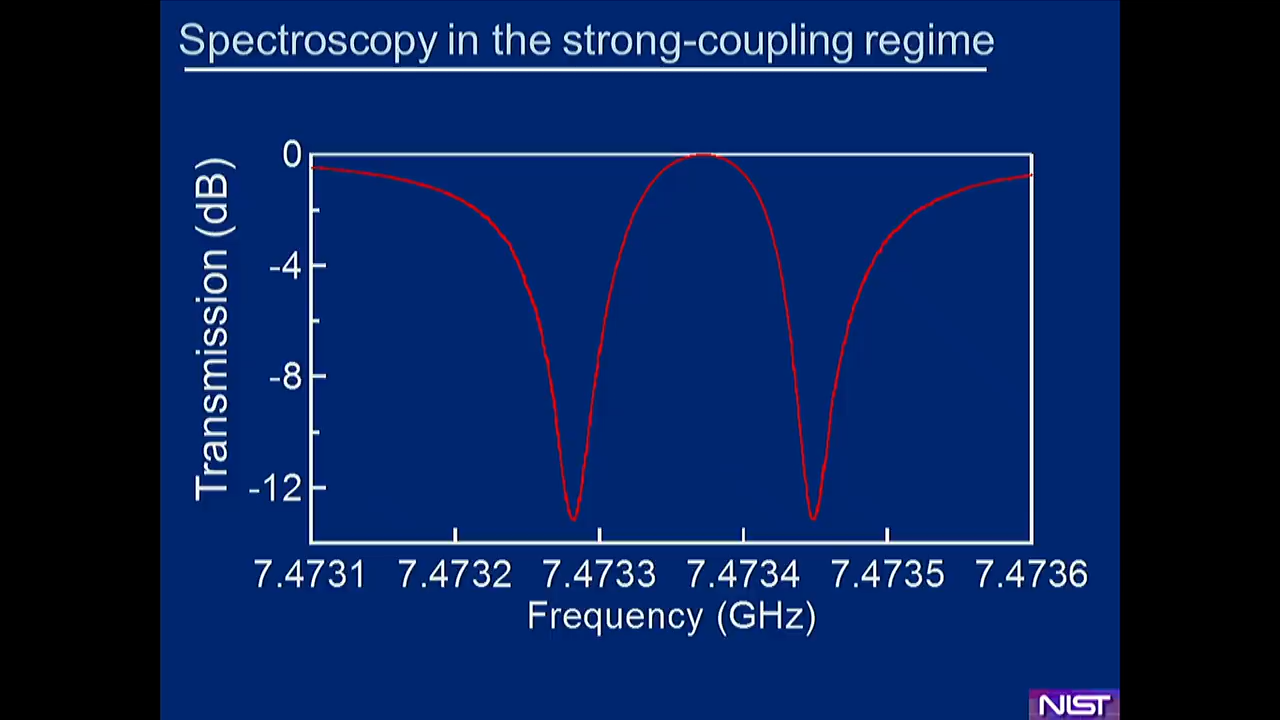 Spectroscopy in the strong-coupling regime
Transmission (dB)
0
-4
-8
-12
7.4731 7.4732 7.4733 7.4734 7.4735 7.4736
Frequency (GHz)
NIST